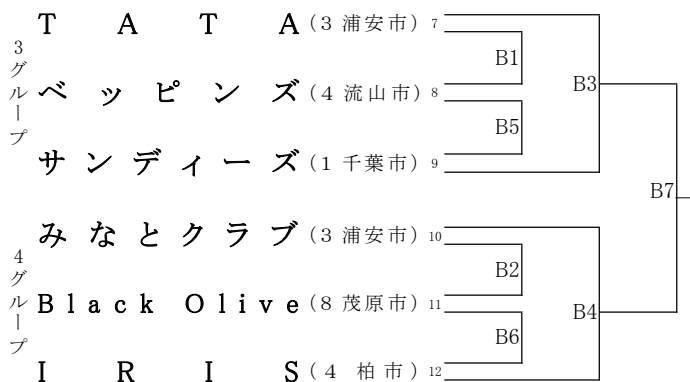 3グループ
TATA (3 浦安市) 7
B1
B3
ベッピンズ (4 流山市) 8
B5
サンディーズ (1 千葉市) 9
B7
4グループ
みなとクラブ (3 浦安市) 10
B2
Black Olive (8 茂原市) 11
B4
B6
IRIS (4 柏市) 12